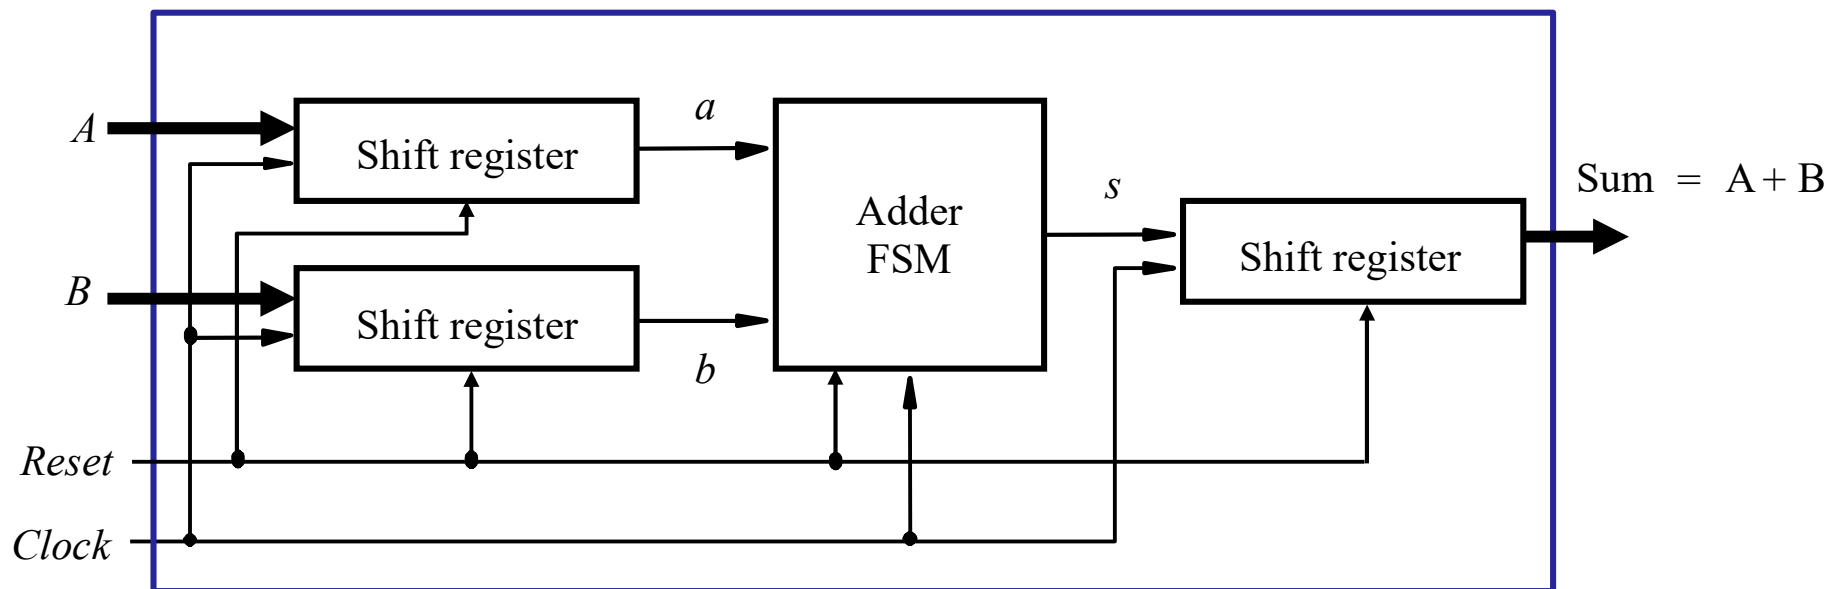 A
Shift register
a
Adder
FSM
s
Sum = A + B
Shift register
B
Shift register
b
Reset
Clock